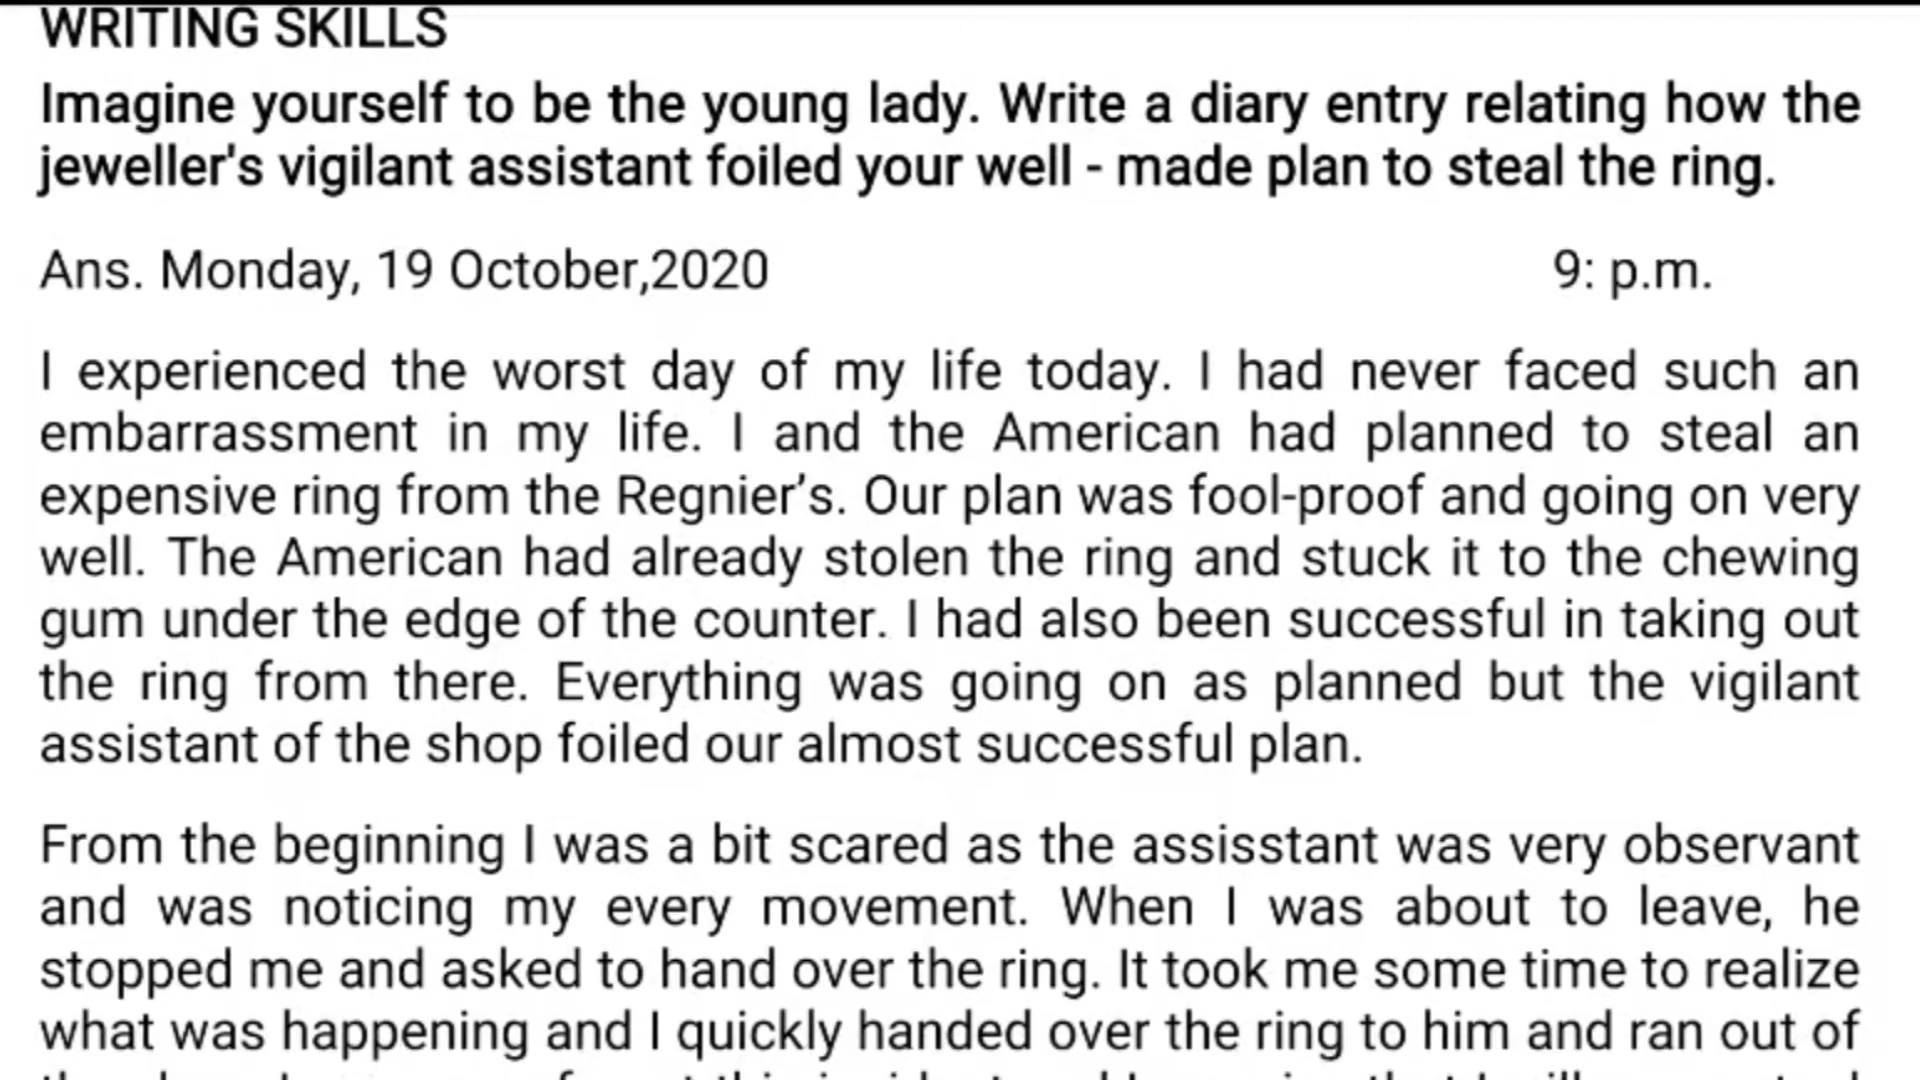 WRITING SKILLS
Imagine yourself to be the young lady. Write a diary entry relating how the
jeweller's vigilant assistant foiled your well - made plan to steal the ring.
Ans. Monday, 19 October,2020 9: p.m.
I experienced the worst day of my life today. I had never faced such an
embarrassment in my life. I and the American had planned to steal an
expensive ring from the Regnier’s. Our plan was fool-proof and going on very
well. The American had already stolen the ring and stuck it to the chewing
gum under the edge of the counter. I had also been successful in taking out
the ring from there. Everything was going on as planned but the vigilant
assistant of the shop foiled our almost successful plan.
From the beginning I was a bit scared as the assisstant was very observant
and was noticing my every movement. When I was about to leave, he
stopped me and asked to hand over the ring. It took me some time to realize
what was happening and I quickly handed over the ring to him and ran out of